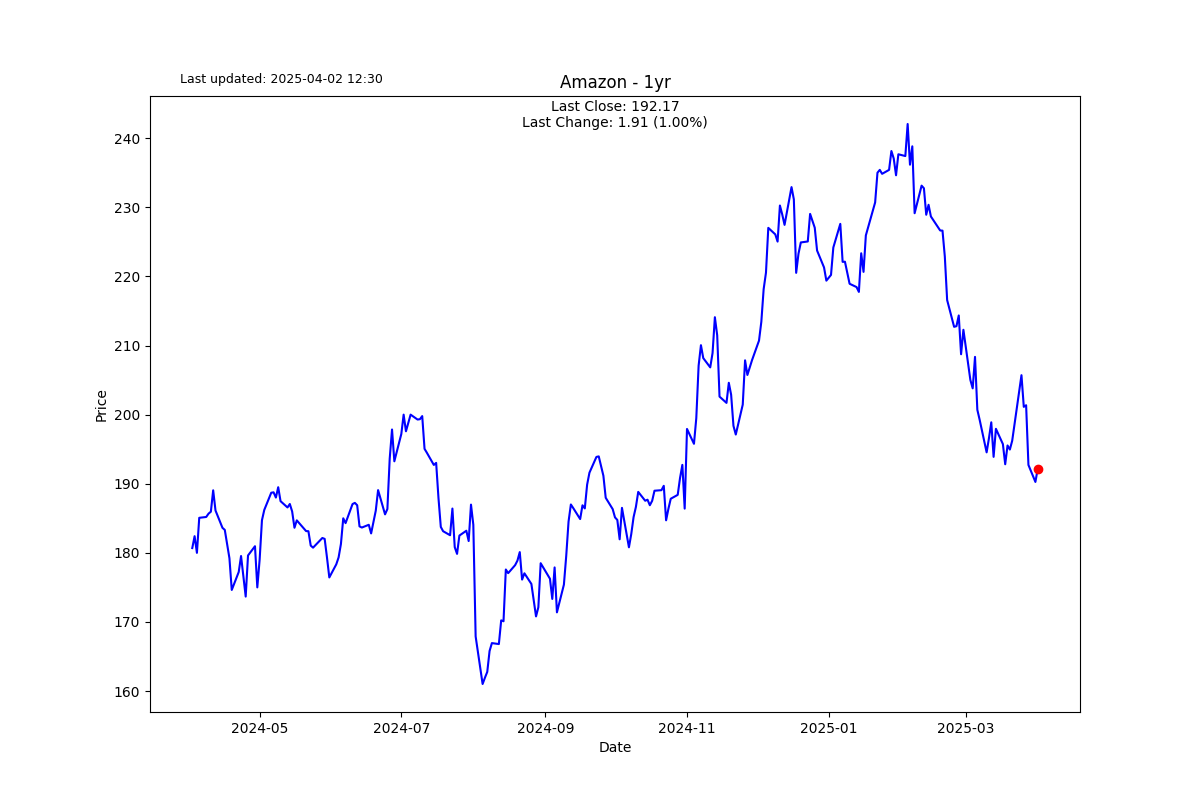 Last updated: 2025-04-02 12:30
Amazon - 1yr
Last Close: 192.17
Last Change: 1.91 (1.00%)
240
230
220
210
200
190
180
170
160
Price
2024-05 2024-07 2024-09 2024-11 2025-01 2025-03
Date